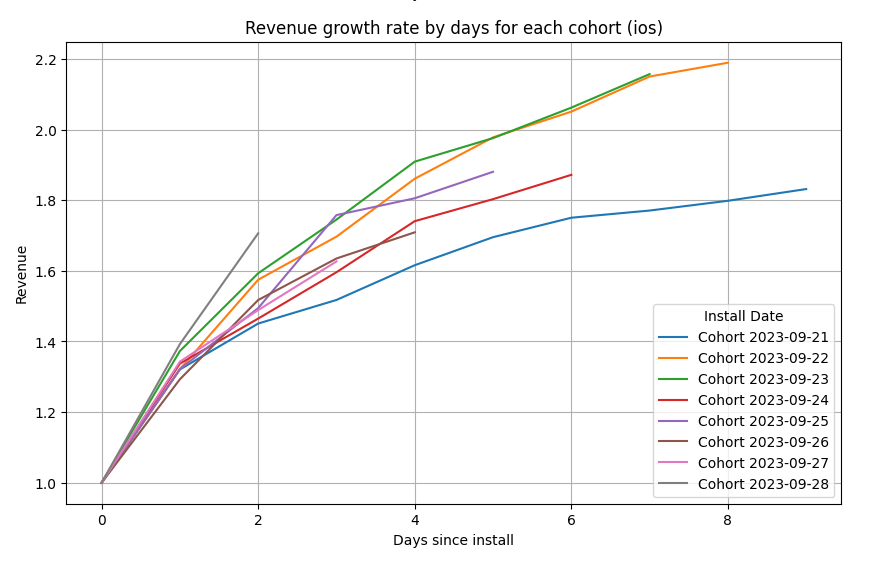 Revenue growth rate by days for each cohort (ios)
2.2
2.0
1.8
1.6
1.4
1.2
1.0
Revenue
0 2 4 6 8
Days since install
Install Date
Cohort 2023-09-21
Cohort 2023-09-22
Cohort 2023-09-23
Cohort 2023-09-24
Cohort 2023-09-25
Cohort 2023-09-26
Cohort 2023-09-27
Cohort 2023-09-28